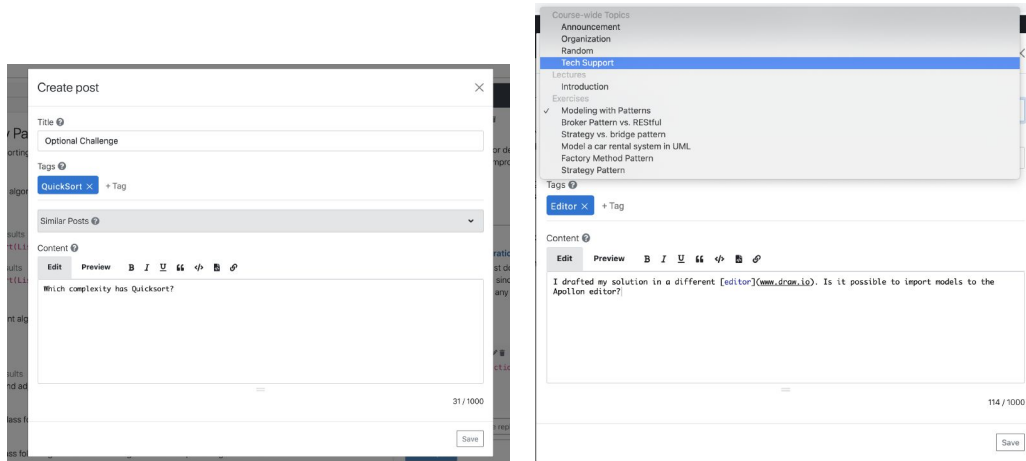 Create post
Title
Optional Challenge
Tags
QuickSort × + Tag
Similar Posts
Content
Edit Preview B I U
Which complexity has Quicksort?
31 / 1000
Save
Course-wide Topics
Announcement
Organization
Random
Tech Support
Lectures
Introduction
Exercises
✓ Modeling with Patterns
Broker Pattern vs. REStful
Strategy vs. bridge pattern
Model a car rental system in UML
Factory Method Pattern
Strategy Pattern
Tags
Editor × + Tag
Content
Edit Preview B I U
I drafted my solution in a different [editor](www.draw.io). Is it possible to import models to the
Apollon editor?
114 / 1000
Save